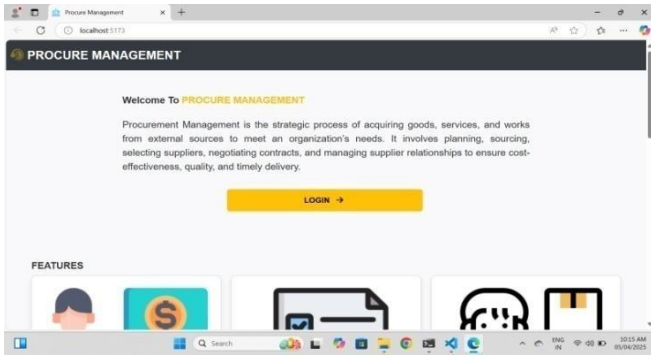 Procure Management
localhost:5173
PROCURE MANAGEMENT
Welcome To PROCURE MANAGEMENT
Procurement Management is the strategic process of acquiring goods, services, and works
from external sources to meet an organization's needs. It involves planning, sourcing,
selecting suppliers, negotiating contracts, and managing supplier relationships to ensure cost-
effectiveness, quality, and timely delivery.
LOGIN →
FEATURES
Search
ENG
IN
10:15 AM
05/04/2025